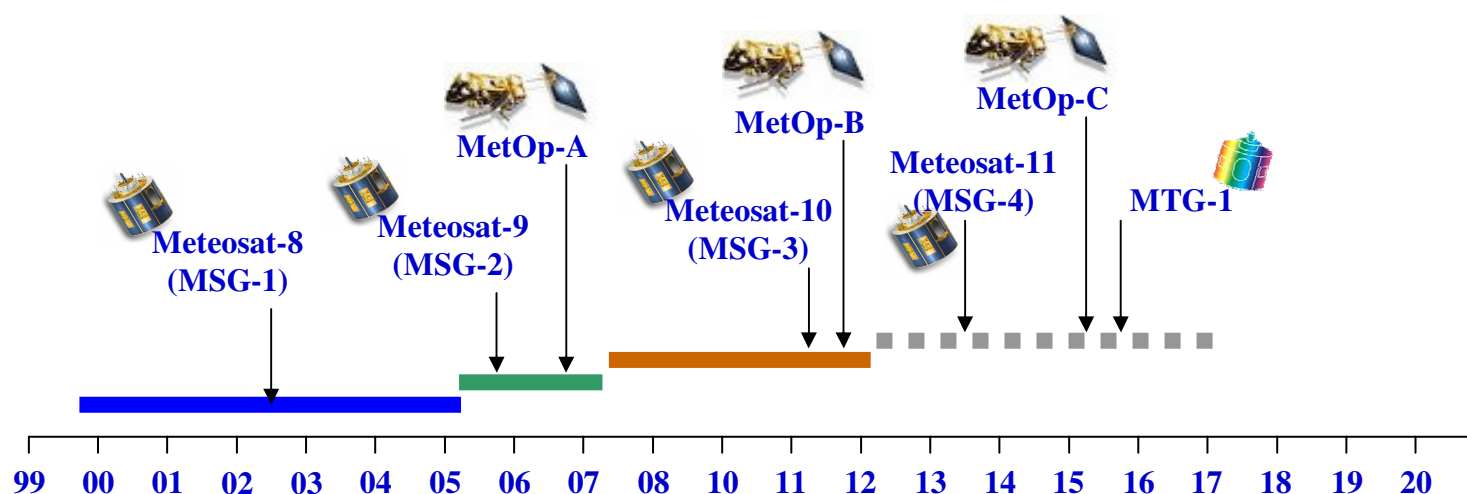 MetOp-C
MetOp-B
MetOp-A
Meteosat-11
(MSG-4)
MTG-1
Meteosat-10
(MSG-3)
Meteosat-9
(MSG-2)
Meteosat-8
(MSG-1)
99 00 01 02 03 04 05 06 07 08 10 11 12 13 14 15 16 17 18 19 20